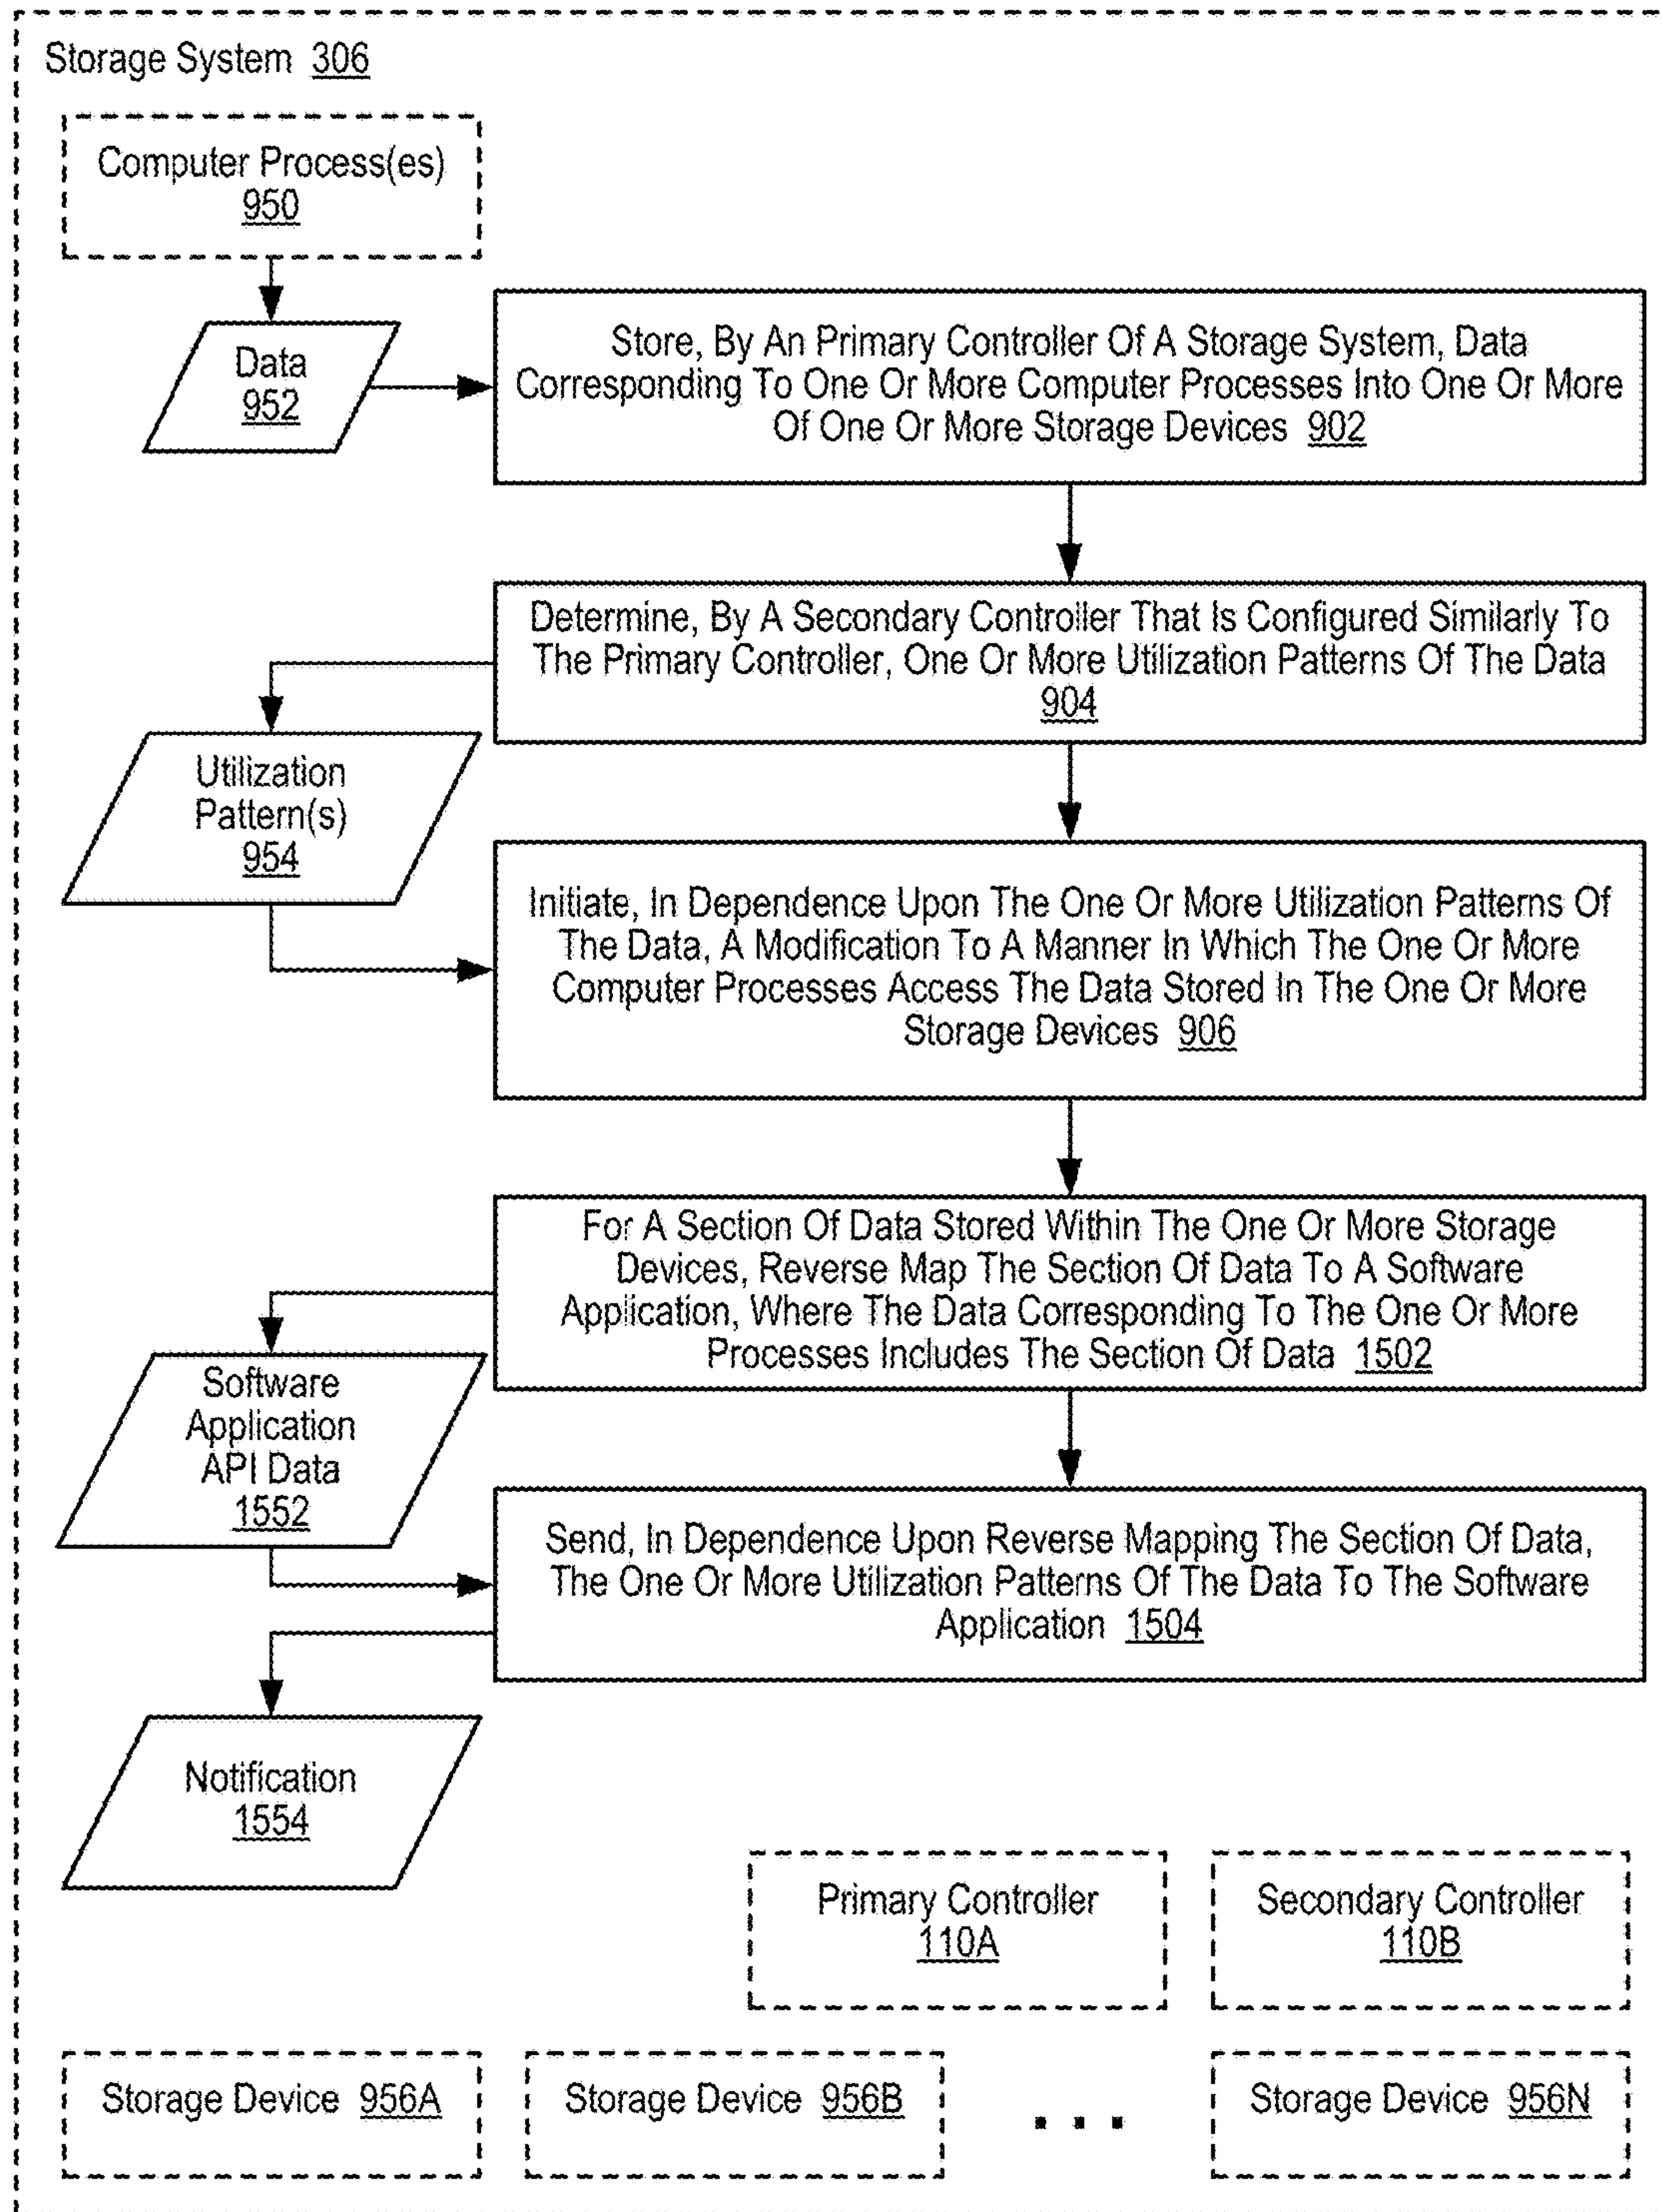 Storage System 306
Computer Process(es)
950
Data
952
Store, By An Primary Controller Of A Storage System, Data
Corresponding To One Or More Computer Processes Into One Or More
Of One Or More Storage Devices 902
Determine, By A Secondary Controller That Is Configured Similarly To
The Primary Controller, One Or More Utilization Patterns Of The Data
904
Utilization
Pattern(s)
954
Initiate, In Dependence Upon The One Or More Utilization Patterns Of
The Data, A Modification To A Manner In Which The One Or More
Computer Processes Access The Data Stored In The One Or More
Storage Devices 906
For A Section Of Data Stored Within The One Or More Storage
Devices, Reverse Map The Section Of Data To A Software
Application, Where The Data Corresponding To The One Or More
Processes Includes The Section Of Data 1502
Software
Application
API Data
1552
Send, In Dependence Upon Reverse Mapping The Section Of Data,
The One Or More Utilization Patterns Of The Data To The Software
Application 1504
Notification
1554
Primary Controller
110A
Secondary Controller
110B
Storage Device 956A
Storage Device 956B
. . .
Storage Device 956N